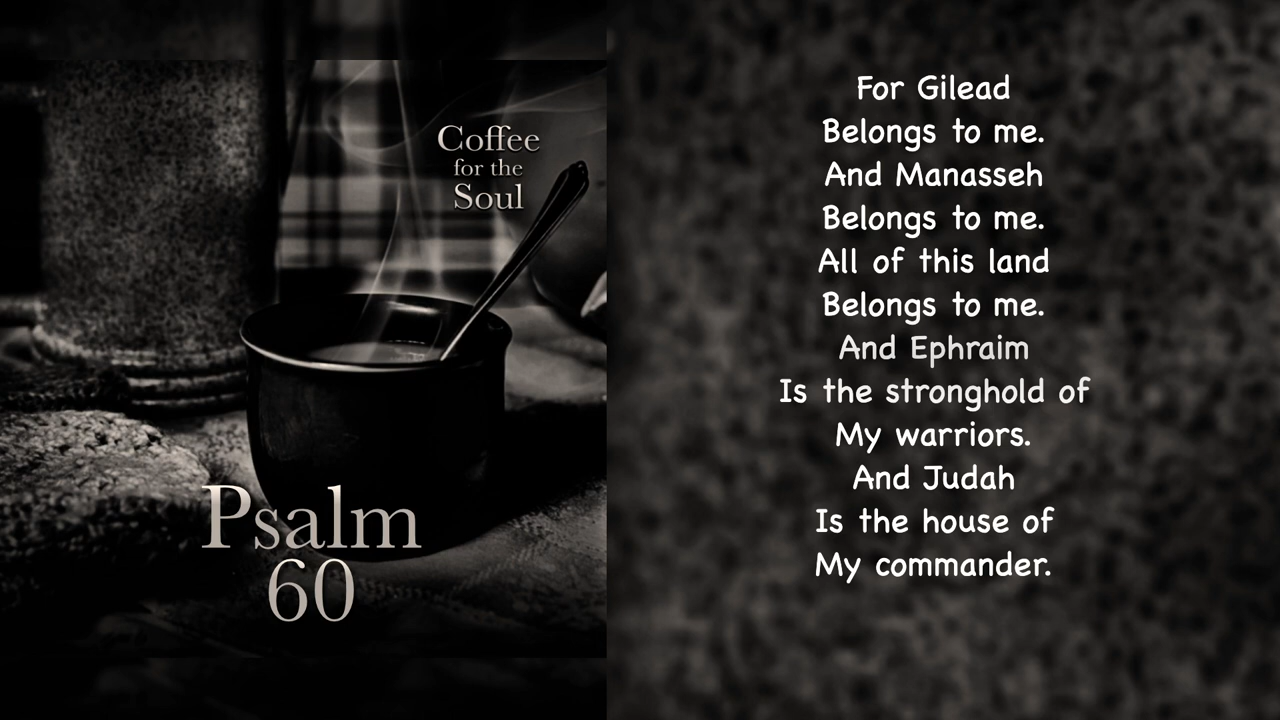 Coffee
for the
Soul
Psalm
60
For Gilead
Belongs to me.
And Manasseh
Belongs to me.
All of this land
Belongs to me.
And Ephraim
Is the stronghold of
My warriors.
And Judah
Is the house of
My commander.